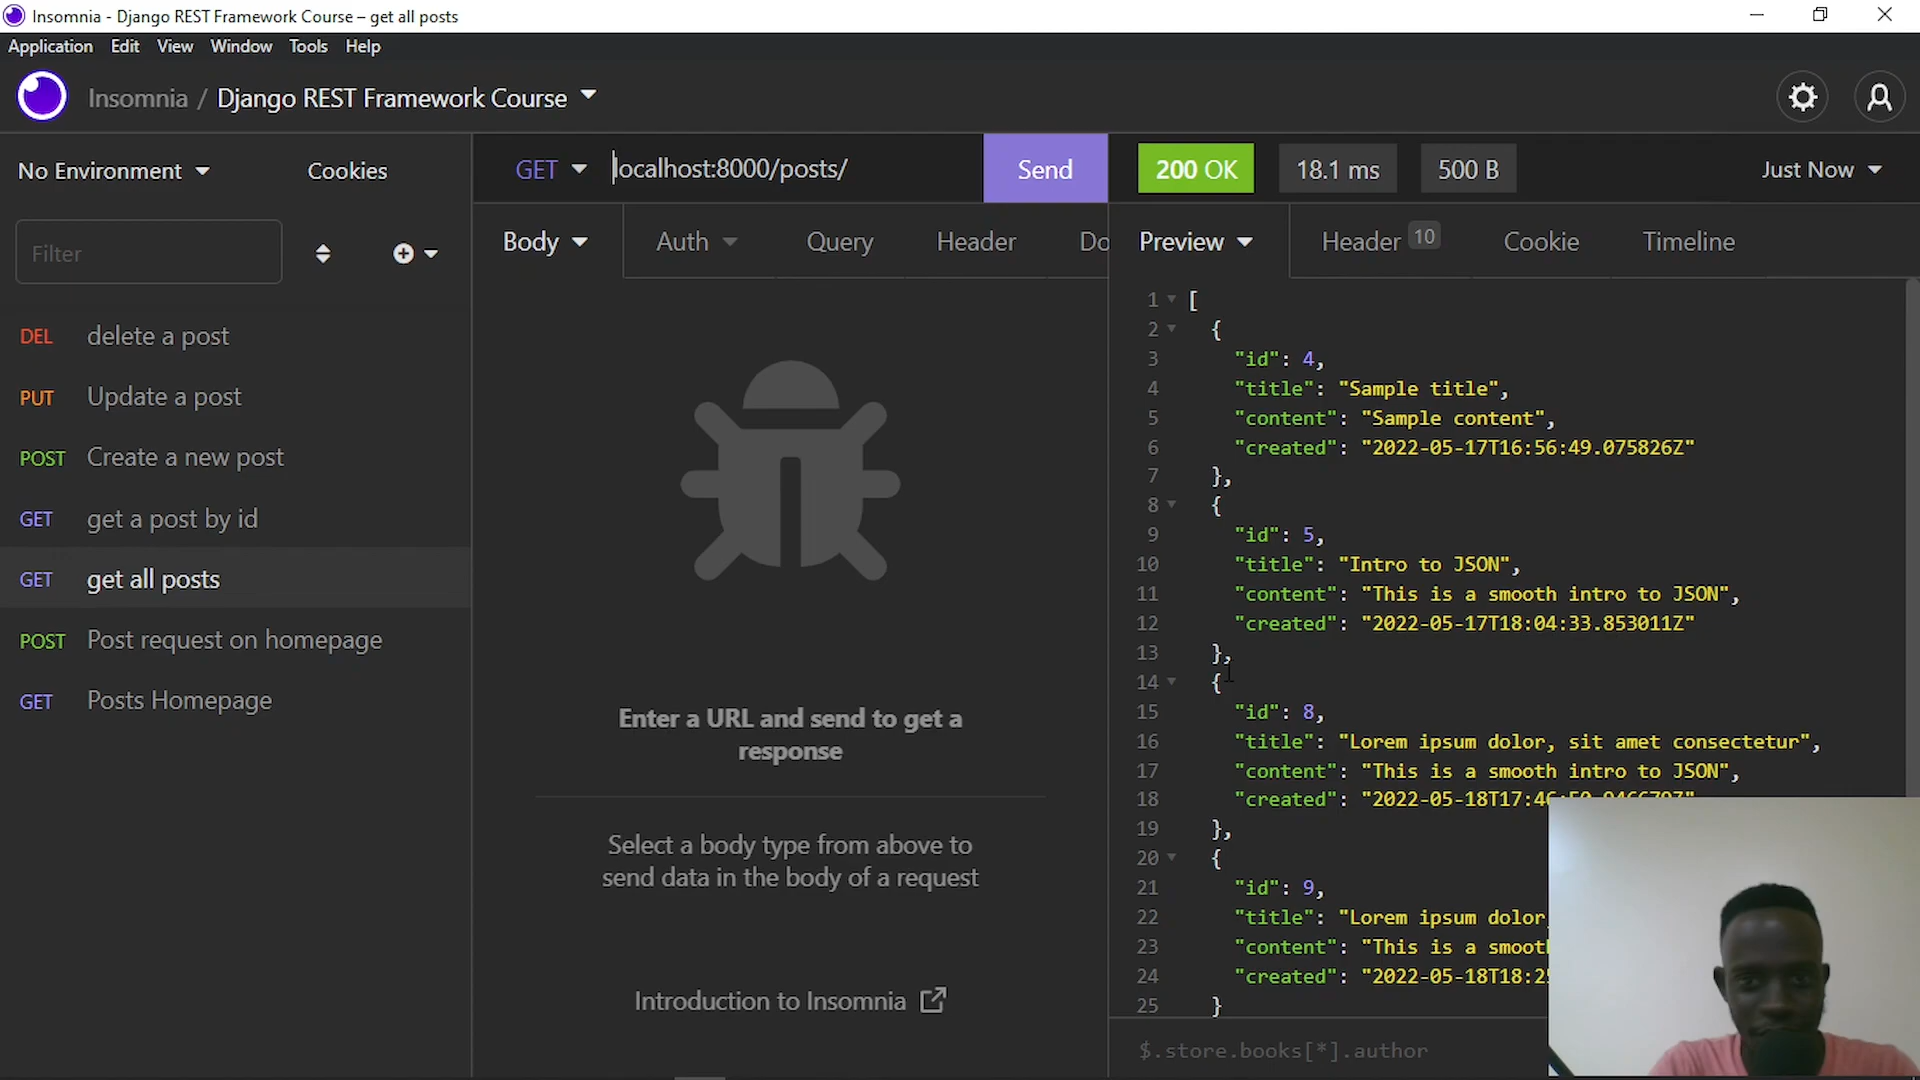 Insomnia - Django REST Framework Course – get all posts
Application Edit View Window Tools Help
Insomnia / Django REST Framework Course
No Environment Cookies
GET localhost:8000/posts/ Send
200 OK 18.1 ms 500 B Just Now
Filter
Body Auth Query Header Do
Preview Header 10 Cookie Timeline
DEL delete a post
PUT Update a post
POST Create a new post
GET get a post by id
GET get all posts
POST Post request on homepage
GET Posts Homepage
Enter a URL and send to get a
response
Select a body type from above to
send data in the body of a request
Introduction to Insomnia
1 [
2 {
3 "id": 4,
4 "title": "Sample title",
5 "content": "Sample content",
6 "created": "2022-05-17T16:56:49.075826Z"
7 },
8 {
9 "id": 5,
10 "title": "Intro to JSON",
11 "content": "This is a smooth intro to JSON",
12 "created": "2022-05-17T18:04:33.853011Z"
13 },
14 {
15 "id": 8,
16 "title": "Lorem ipsum dolor, sit amet consectetur",
17 "content": "This is a smooth intro to JSON",
18 "created":
19 },
20 {
21 "id": 9,
22 "title": "Lorem ipsum dolor
23 "content": "This is a smooth
24 "created": "2022-05-18T18:2
25 }
$.store.books[*].author